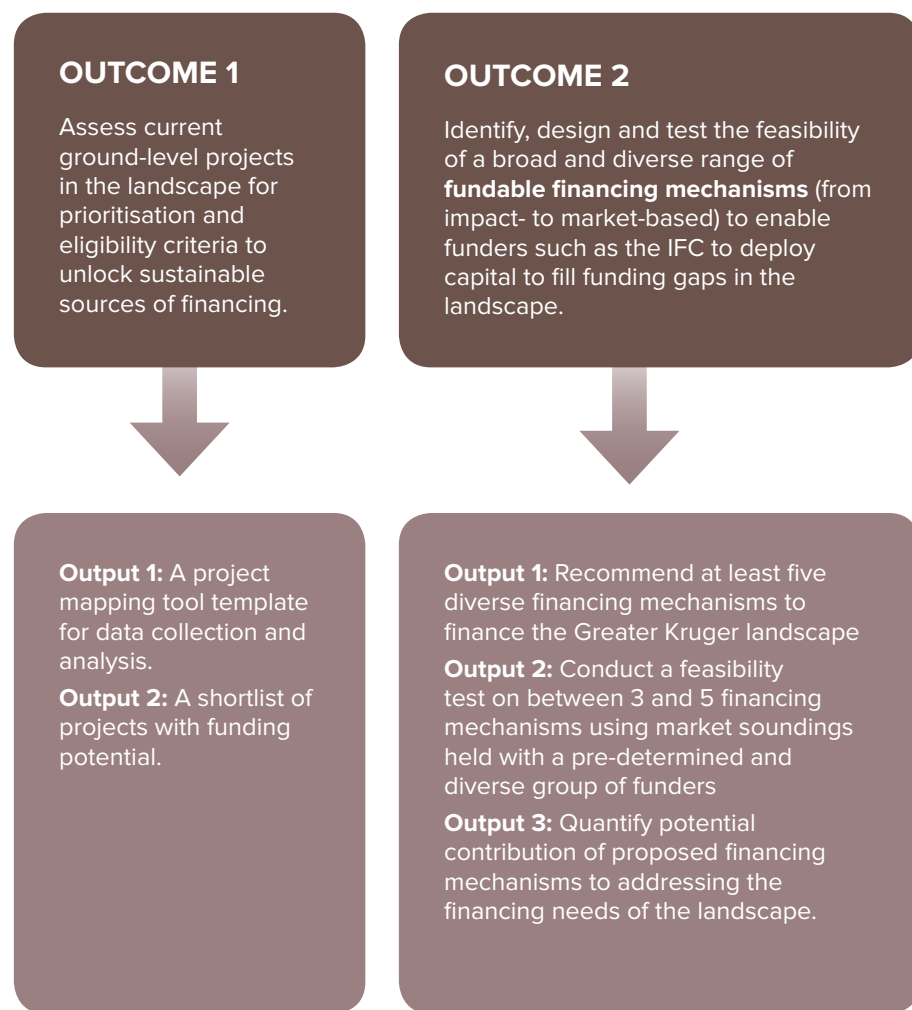 OUTCOME 1
Assess current
ground-level projects
in the landscape for
prioritisation and
eligibility criteria to
unlock sustainable
sources of financing.
OUTCOME 2
Identify, design and test the feasibility
of a broad and diverse range of
fundable financing mechanisms (from
impact- to market-based) to enable
funders such as the IFC to deploy
capital to fill funding gaps in the
landscape.
Output 1: A project
mapping tool template
for data collection and
analysis.
Output 2: A shortlist of
projects with funding
potential.
Output 1: Recommend at least five
diverse financing mechanisms to
finance the Greater Kruger landscape
Output 2: Conduct a feasibility
test on between 3 and 5 financing
mechanisms using market soundings
held with a pre-determined and
diverse group of funders
Output 3: Quantify potential
contribution of proposed financing
mechanisms to addressing the
financing needs of the landscape.